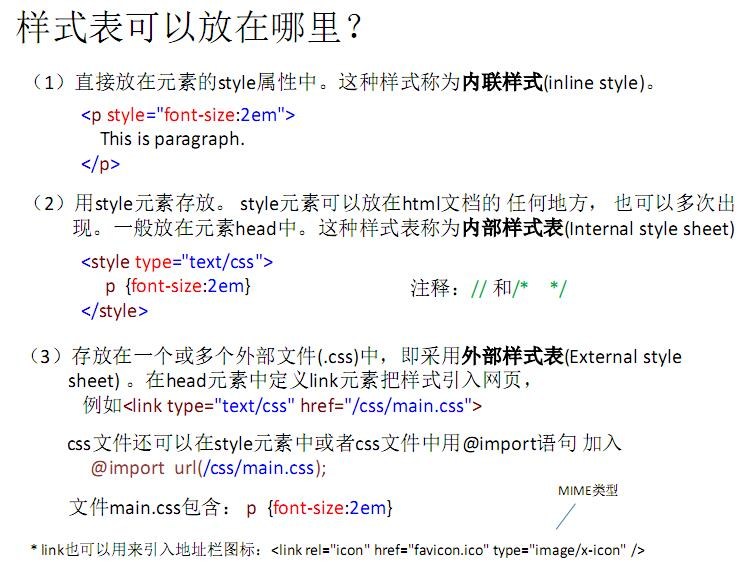 样式表可以放在哪里？
（1）直接放在元素的style属性中。这种样式称为内联样式(inline style)。
<p style="font-size:2em">
This is paragraph.
</p>
（2）用style元素存放。 style元素可以放在html文档的 任何地方， 也可以多次出
现。一般放在元素head中。这种样式表称为内部样式表(Internal style sheet)
<style type="text/css">
p {font-size:2em}
注释：// 和/* */
</style>
（3）存放在一个或多个外部文件(.css)中，即采用外部样式表(External style
sheet) 。在head元素中定义link元素把样式引入网页，
例如<link type="text/css" href="/css/main.css">
css文件还可以在style元素中或者css文件中用@import语句 加入
@import url(/css/main.css);
MIME类型
文件main.css包含： p {font-size:2em}
* link也可以用来引入地址栏图标：<link rel="icon" href="favicon.ico" type="image/x-icon" />